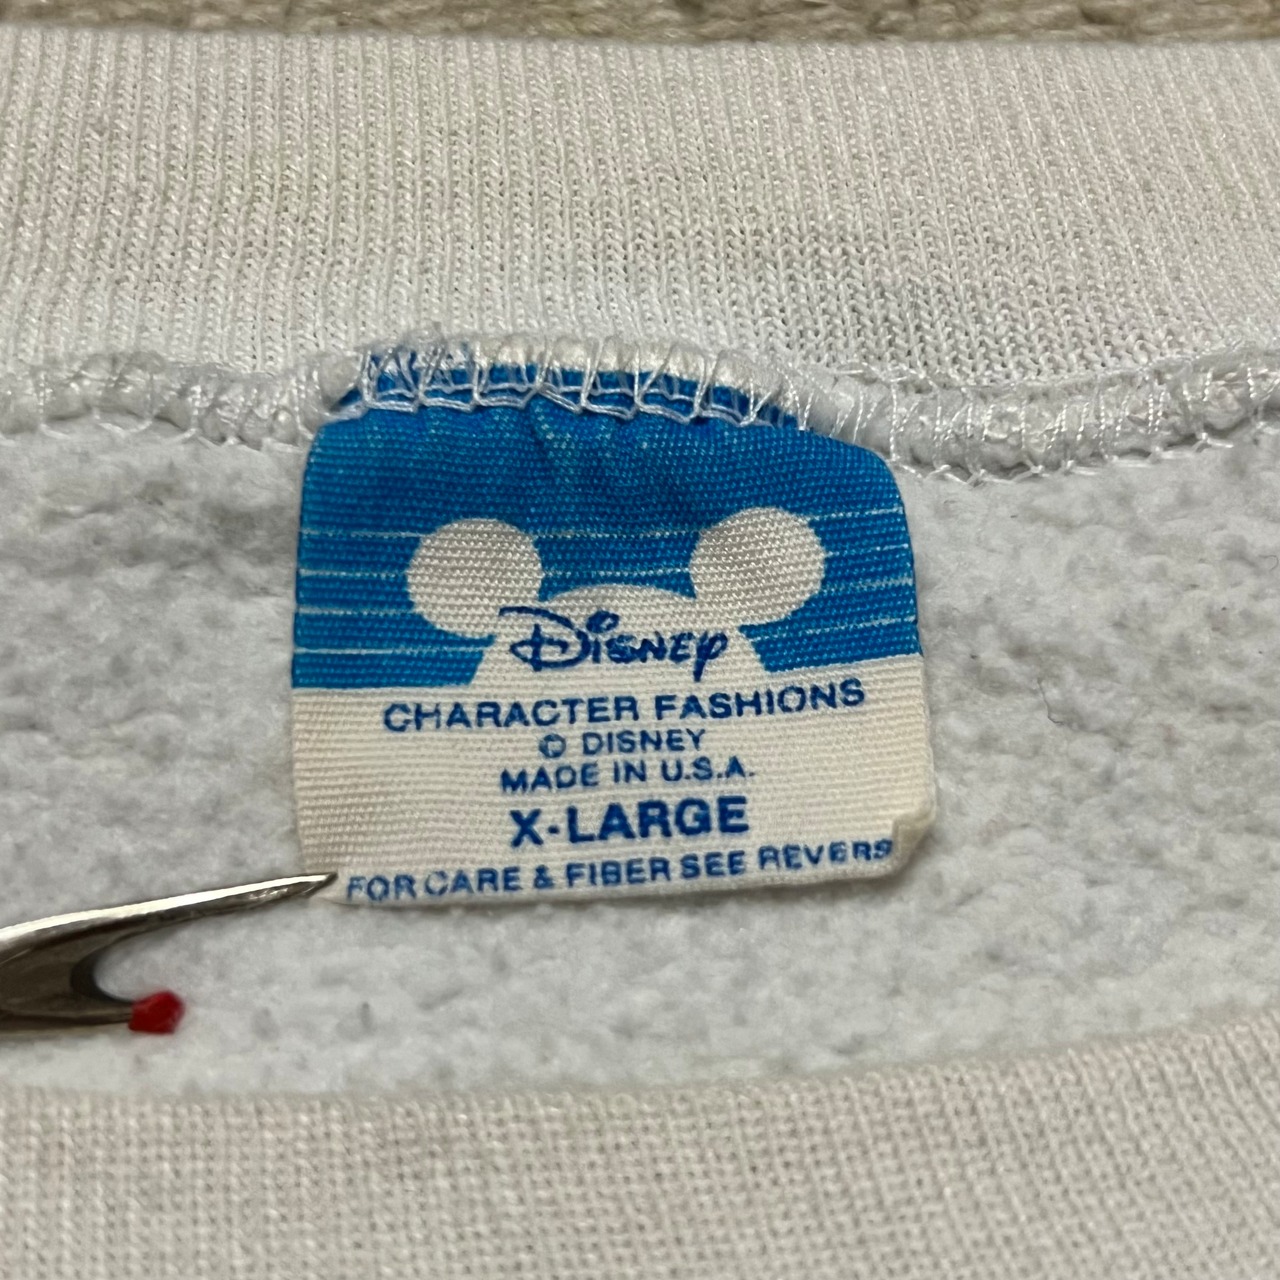 Disney
CHARACTER FASHIONS
© DISNEY
MADE IN U.S.A.
X-LARGE
FOR CARE & FIBER SEE REVERS